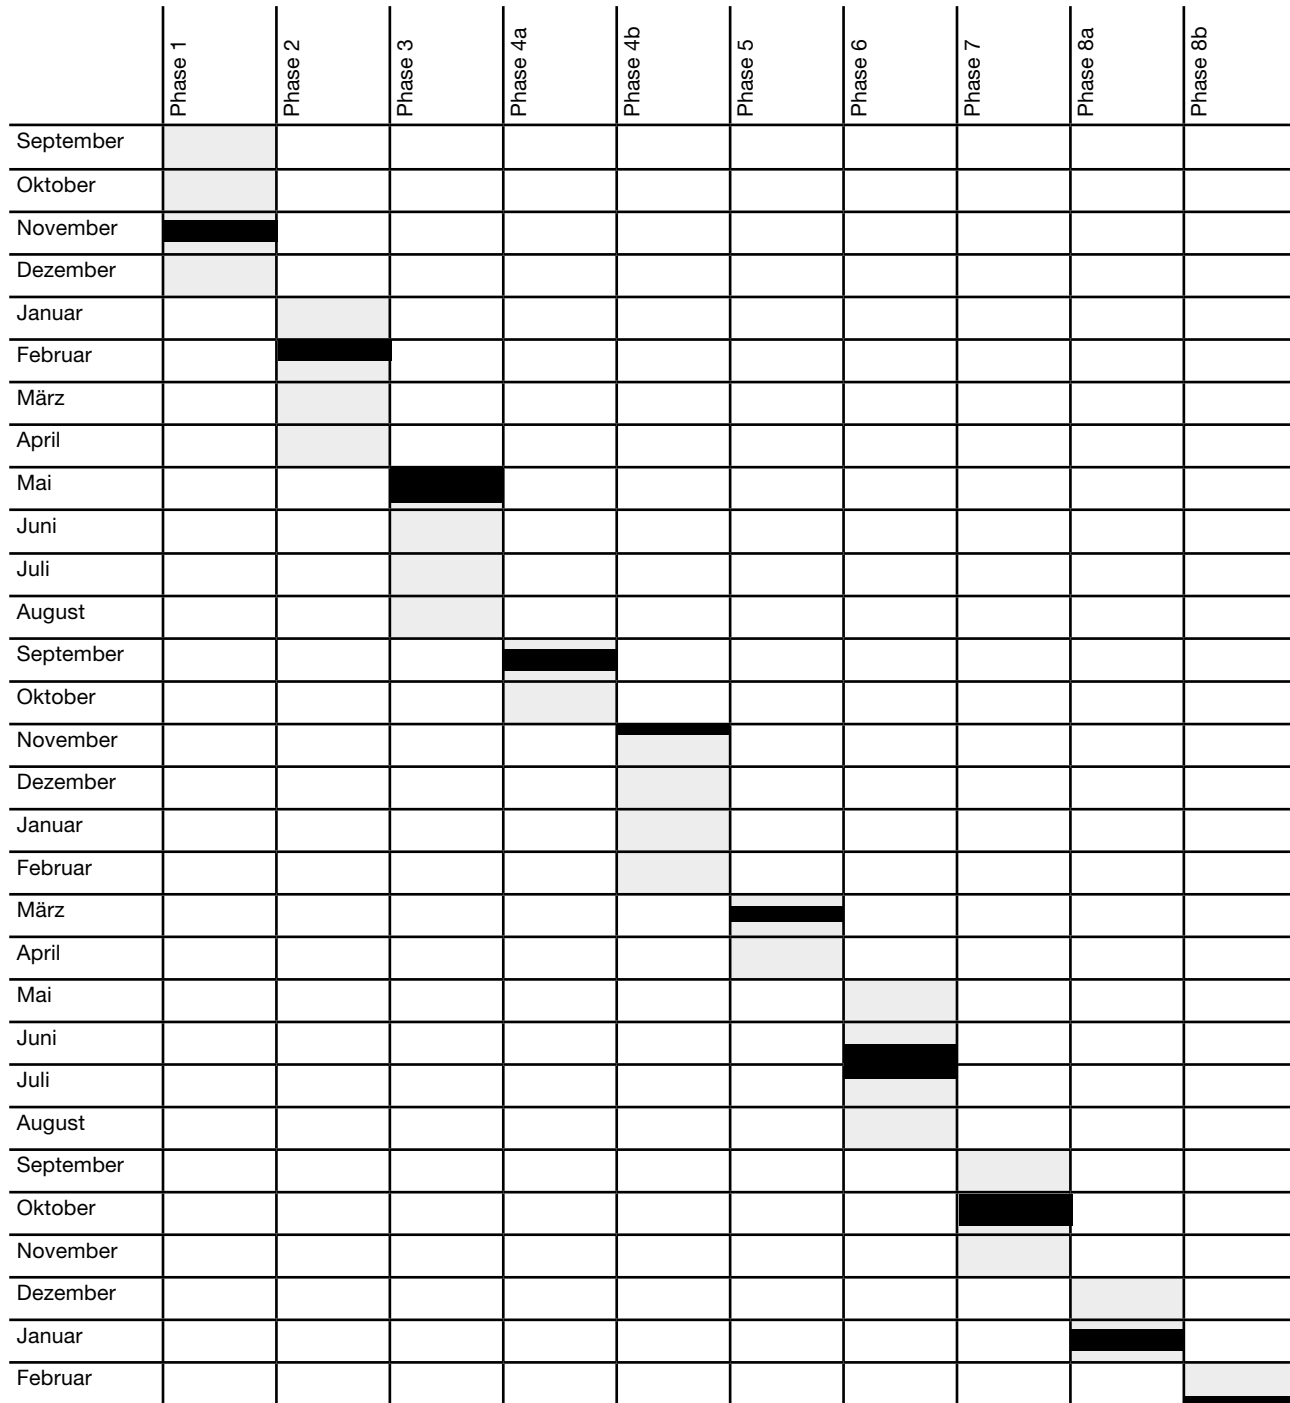 Phase 1
Phase 2
Phase 3
Phase 4a
Phase 4b
Phase 5
Phase 6
Phase 7
Phase 8a
Phase 8b
September
Oktober
November
Dezember
Januar
Februar
März
April
Mai
Juni
Juli
August
September
Oktober
November
Dezember
Januar
Februar
März
April
Mai
Juni
Juli
August
September
Oktober
November
Dezember
Januar
Februar